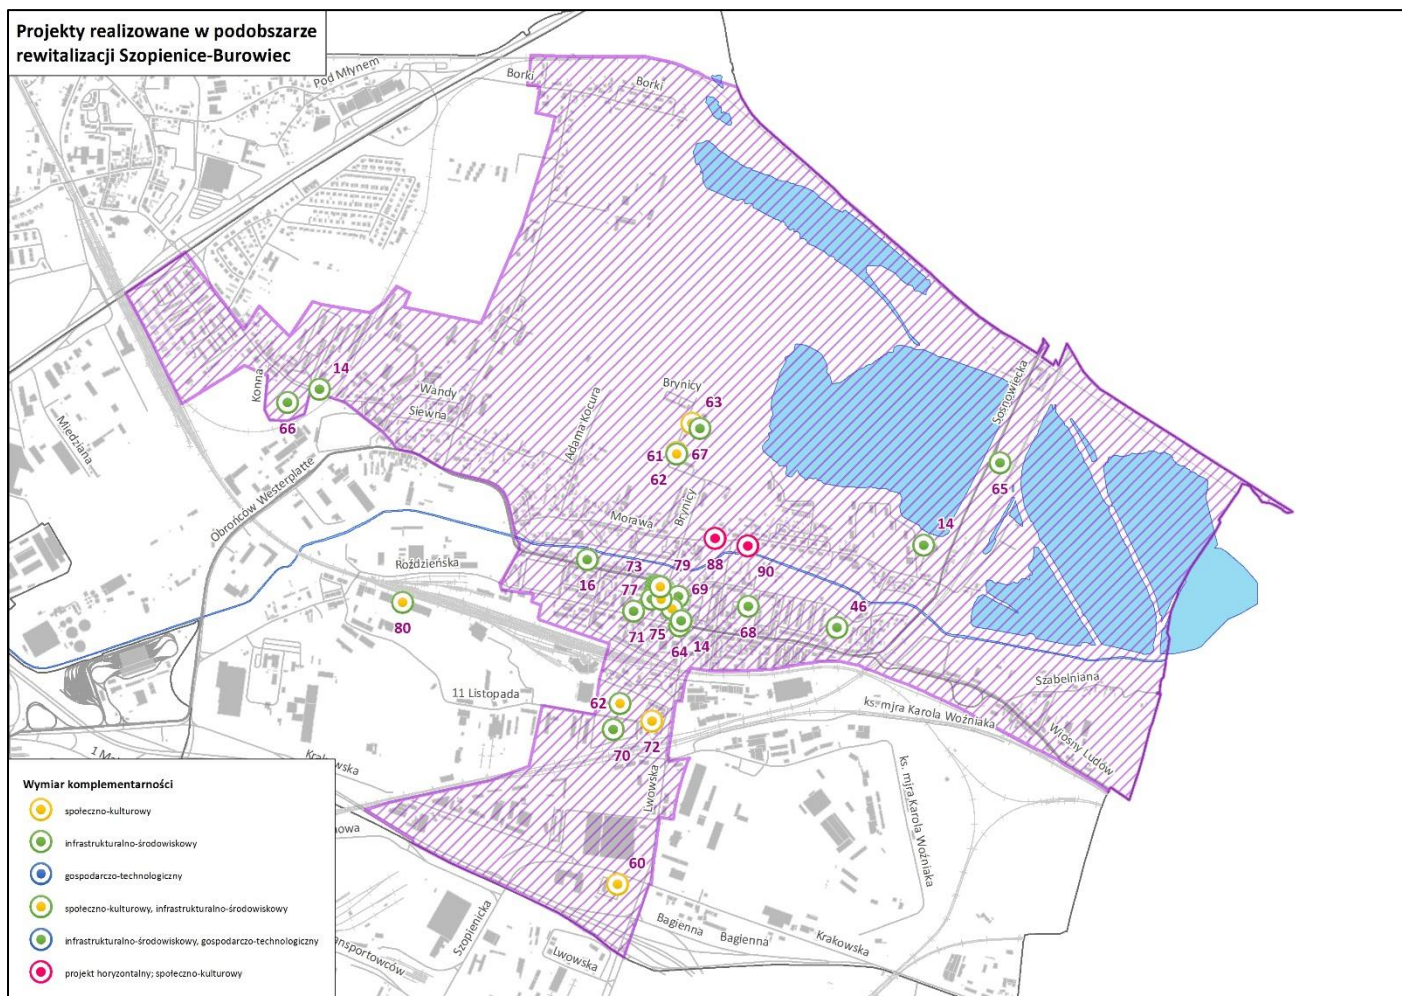 Projekty realizowane w podobszarze
rewitalizacji Szopienice-Burowiec
Pod Młynem
Borki
Borki
Konna
14
66
Wandy
Siewna
Miedziana
Obrońców Westerplatte
Adama Kocura
Brynicy
63
61
67
62
Brynicy
Morawa
Sosnowiecka
65
14
Roździeńska
16
73
79
88
90
77
69
80
71
75
64
14
68
46
11 Listopada
62
70
72
Szabelniana
ks. mjra Karola Woźniaka
Wiosny Ludów
ks. mjra Karola Woźniaka
Krakowska
Lwowska
60
Bagienna
Bagienna
Krakowska
Szopienicka
Lwowska
Wymiar komplementarności
społeczno-kulturowy
infrastrukturalno-środowiskowy
gospodarczo-technologiczny
społeczno-kulturowy, infrastrukturalno-środowiskowy
infrastrukturalno-środowiskowy, gospodarczo-technologiczny
projekt horyzontalny; społeczno-kulturowy